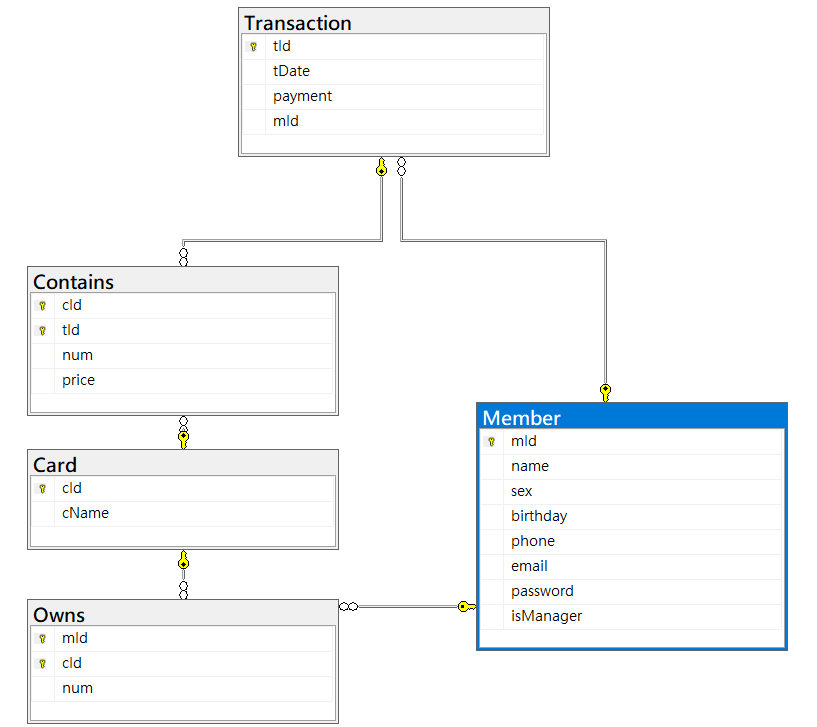 Transaction
tId
tDate
payment
mId
Contains
cId
tId
num
price
Card
cId
cName
Owns
mId
cId
num
Member
mId
name
sex
birthday
phone
email
password
isManager